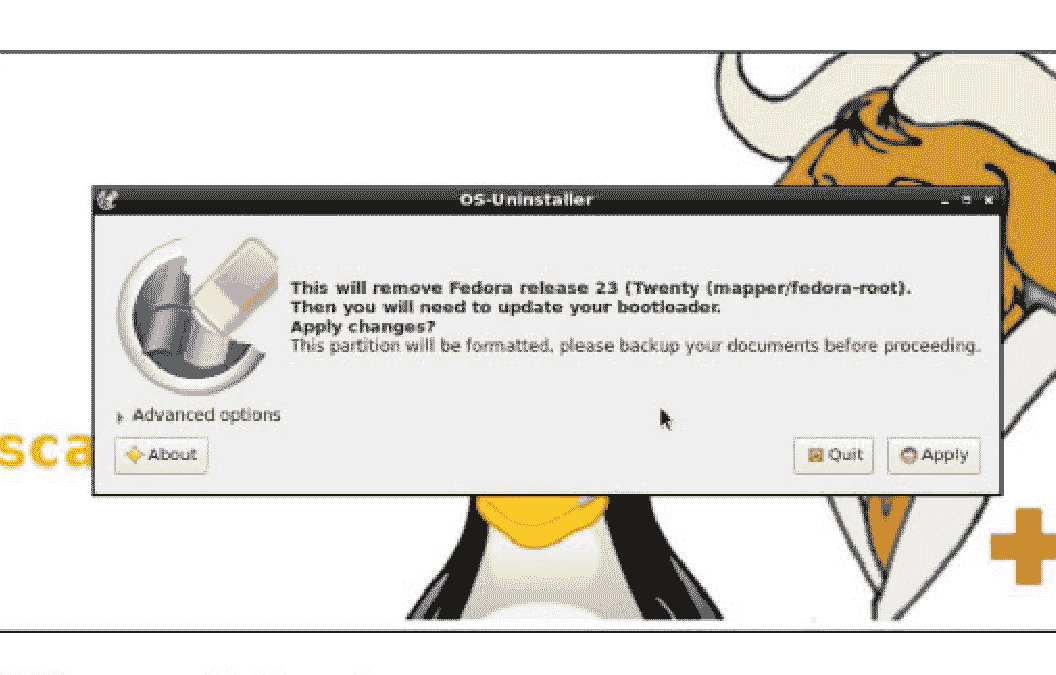 OS-Uninstaller
This will remove Fedora release 23 (Twenty (mapper/fedora-root).
Then you will need to update your bootloader.
Apply changes?
This partition will be formatted, please backup your documents before proceeding.
Advanced options
sca
About
Quit
Apply